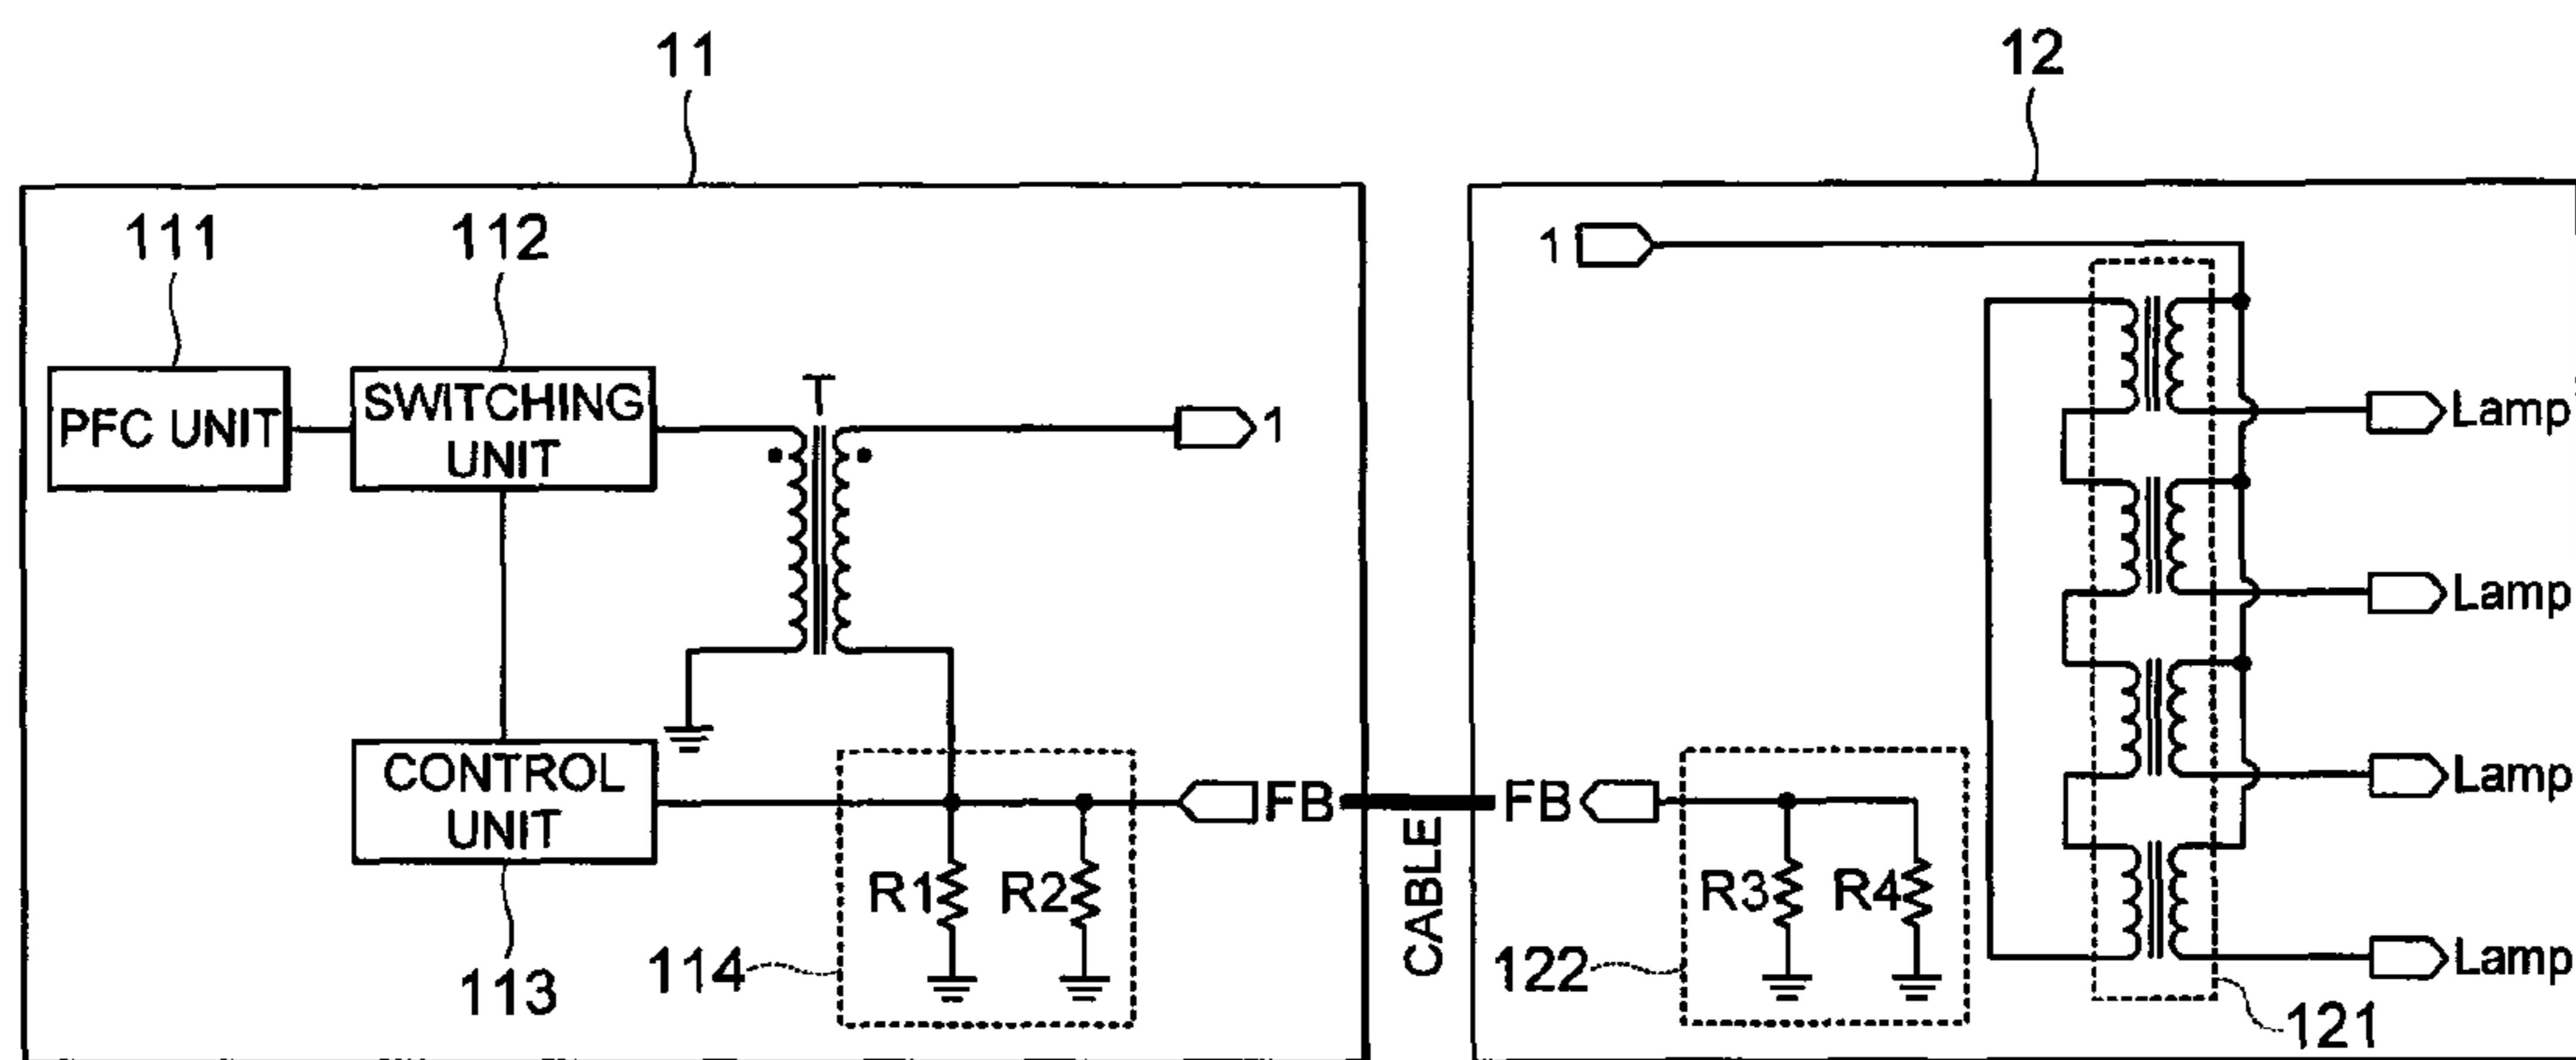 11
12
111
112
1
PFC UNIT
SWITCHING
UNIT
T
1
Lamp
Lamp
CONTROL
UNIT
FB
FB
Lamp
R1
R2
CABLE
R3
R4
113
114
122
Lamp
121